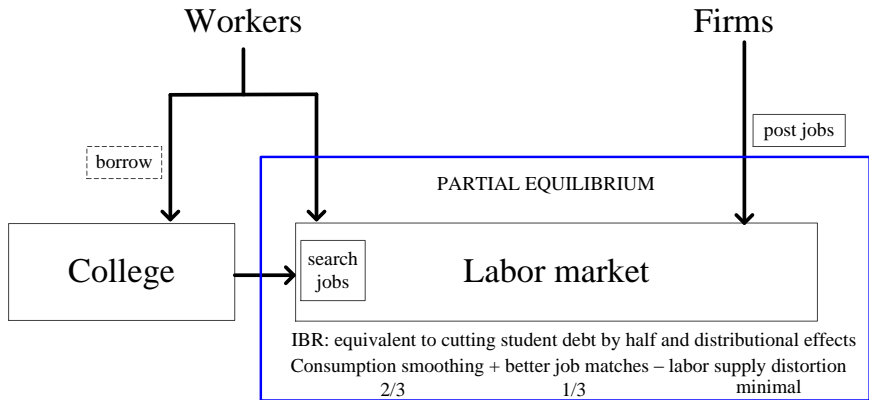 Workers
Firms
post jobs
borrow
PARTIAL EQUILIBRIUM
College
search
jobs
Labor market
IBR: equivalent to cutting student debt by half and distributional effects
Consumption smoothing + better job matches – labor supply distortion
2/3 1/3 minimal